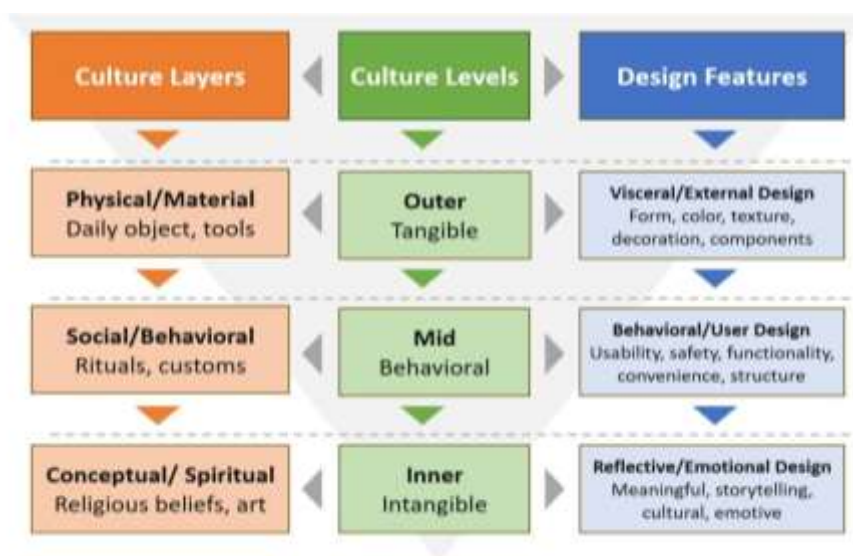 Culture Layers
Culture Levels
Design Features
Physical/Material
Daily object, tools
Outer
Tangible
Visceral/External Design
Form, color, texture,
decoration, components
Social/Behavioral
Rituals, customs
Mid
Behavioral
Behavioral/User Design
Usability, safety, functionality,
convenience, structure
Conceptual/ Spiritual
Religious beliefs, art
Inner
Intangible
Reflective/Emotional Design
Meaningful, storytelling,
cultural, emotive